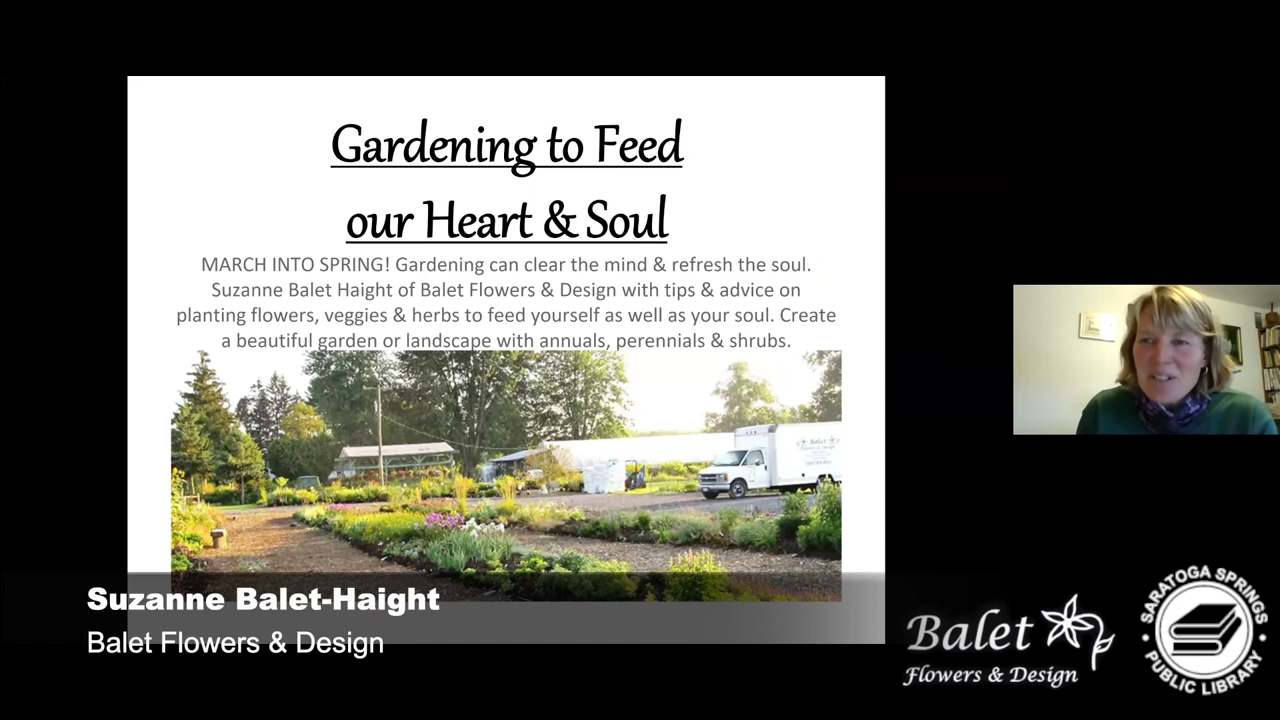 Gardening to Feed
our Heart & Soul
MARCH INTO SPRING! Gardening can clear the mind & refresh the soul.
Suzanne Balet Haight of Balet Flowers & Design with tips & advice on
planting flowers, veggies & herbs to feed yourself as well as your soul. Create
a beautiful garden or landscape with annuals, perennials & shrubs.
Balet
Suzanne Balet-Haight
Balet Flowers & Design
Balet
Flowers & Design
SARATOGA SPRINGS
PUBLIC LIBRARY